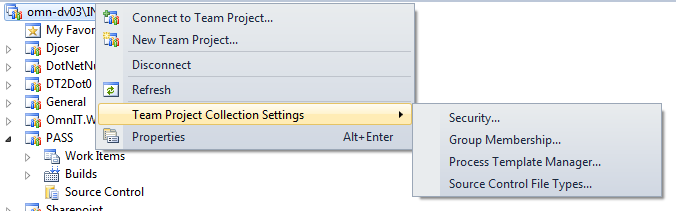 omn-dv03\IN
My Favor
Djoser
DotNetNu
DT2Dot0
General
OmnIT.W
PASS
Work Items
Builds
Source Control
Sharepoint
Connect to Team Project...
New Team Project...
Disconnect
Refresh
Team Project Collection Settings
Properties Alt+Enter
Security...
Group Membership...
Process Template Manager...
Source Control File Types...